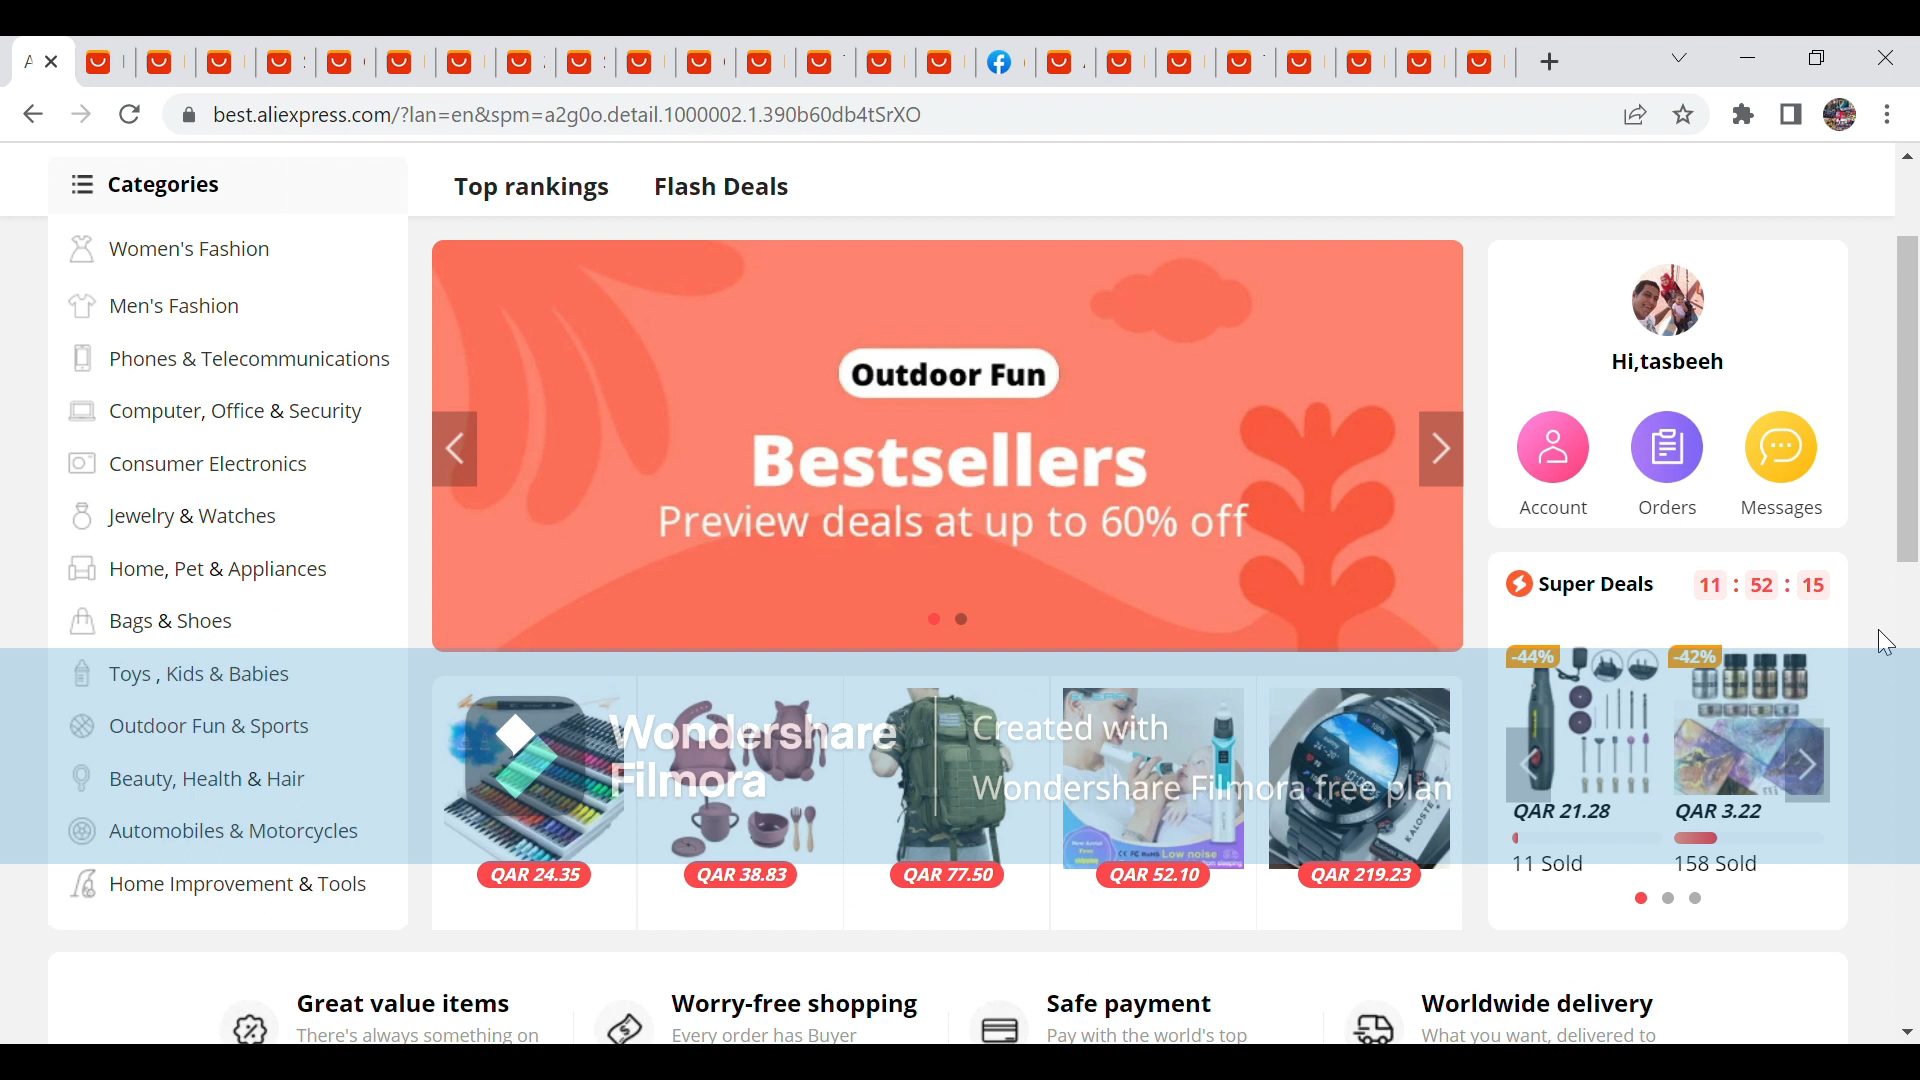 best.aliexpress.com/?lan=en&spm=a2g0o.detail.1000002.1.390b60db4tSrXO
Categories
Top rankings
Flash Deals
Women's Fashion
Men's Fashion
Phones & Telecommunications
Computer, Office & Security
Consumer Electronics
Jewelry & Watches
Home, Pet & Appliances
Bags & Shoes
Toys , Kids & Babies
Outdoor Fun & Sports
Beauty, Health & Hair
Automobiles & Motorcycles
Home Improvement & Tools
Outdoor Fun
Bestsellers
Preview deals at up to 60% off
Hi,tasbeeh
Account
Orders
Messages
Super Deals
11 : 52 : 15
-44%
-42%
QAR 21.28
QAR 3.22
11 Sold
158 Sold
Wondershare
Filmora
Created with
Wondershare Filmora free plan
Low noise
KALOSTE
QAR 24.35
QAR 38.83
QAR 77.50
QAR 52.10
QAR 219.23
Great value items
There's always something on
Worry-free shopping
Every order has Buyer
Safe payment
Pay with the world's top
Worldwide delivery
What you want, delivered to